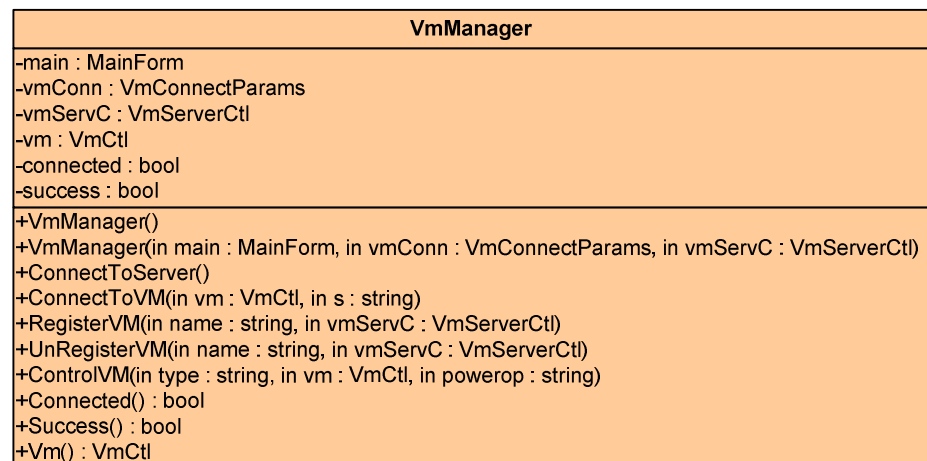 VmManager
-main : MainForm
-vmConn : VmConnectParams
-vmServC : VmServerCtl
-vm : VmCtl
-connected : bool
-success : bool
+VmManager()
+VmManager(in main : MainForm, in vmConn : VmConnectParams, in vmServC : VmServerCtl)
+ConnectToServer()
+ConnectToVM(in vm : VmCtl, in s : string)
+RegisterVM(in name : string, in vmServC : VmServerCtl)
+UnRegisterVM(in name : string, in vmServC : VmServerCtl)
+ControlVM(in type : string, in vm : VmCtl, in powerop : string)
+Connected() : bool
+Success() : bool
+Vm() : VmCtl